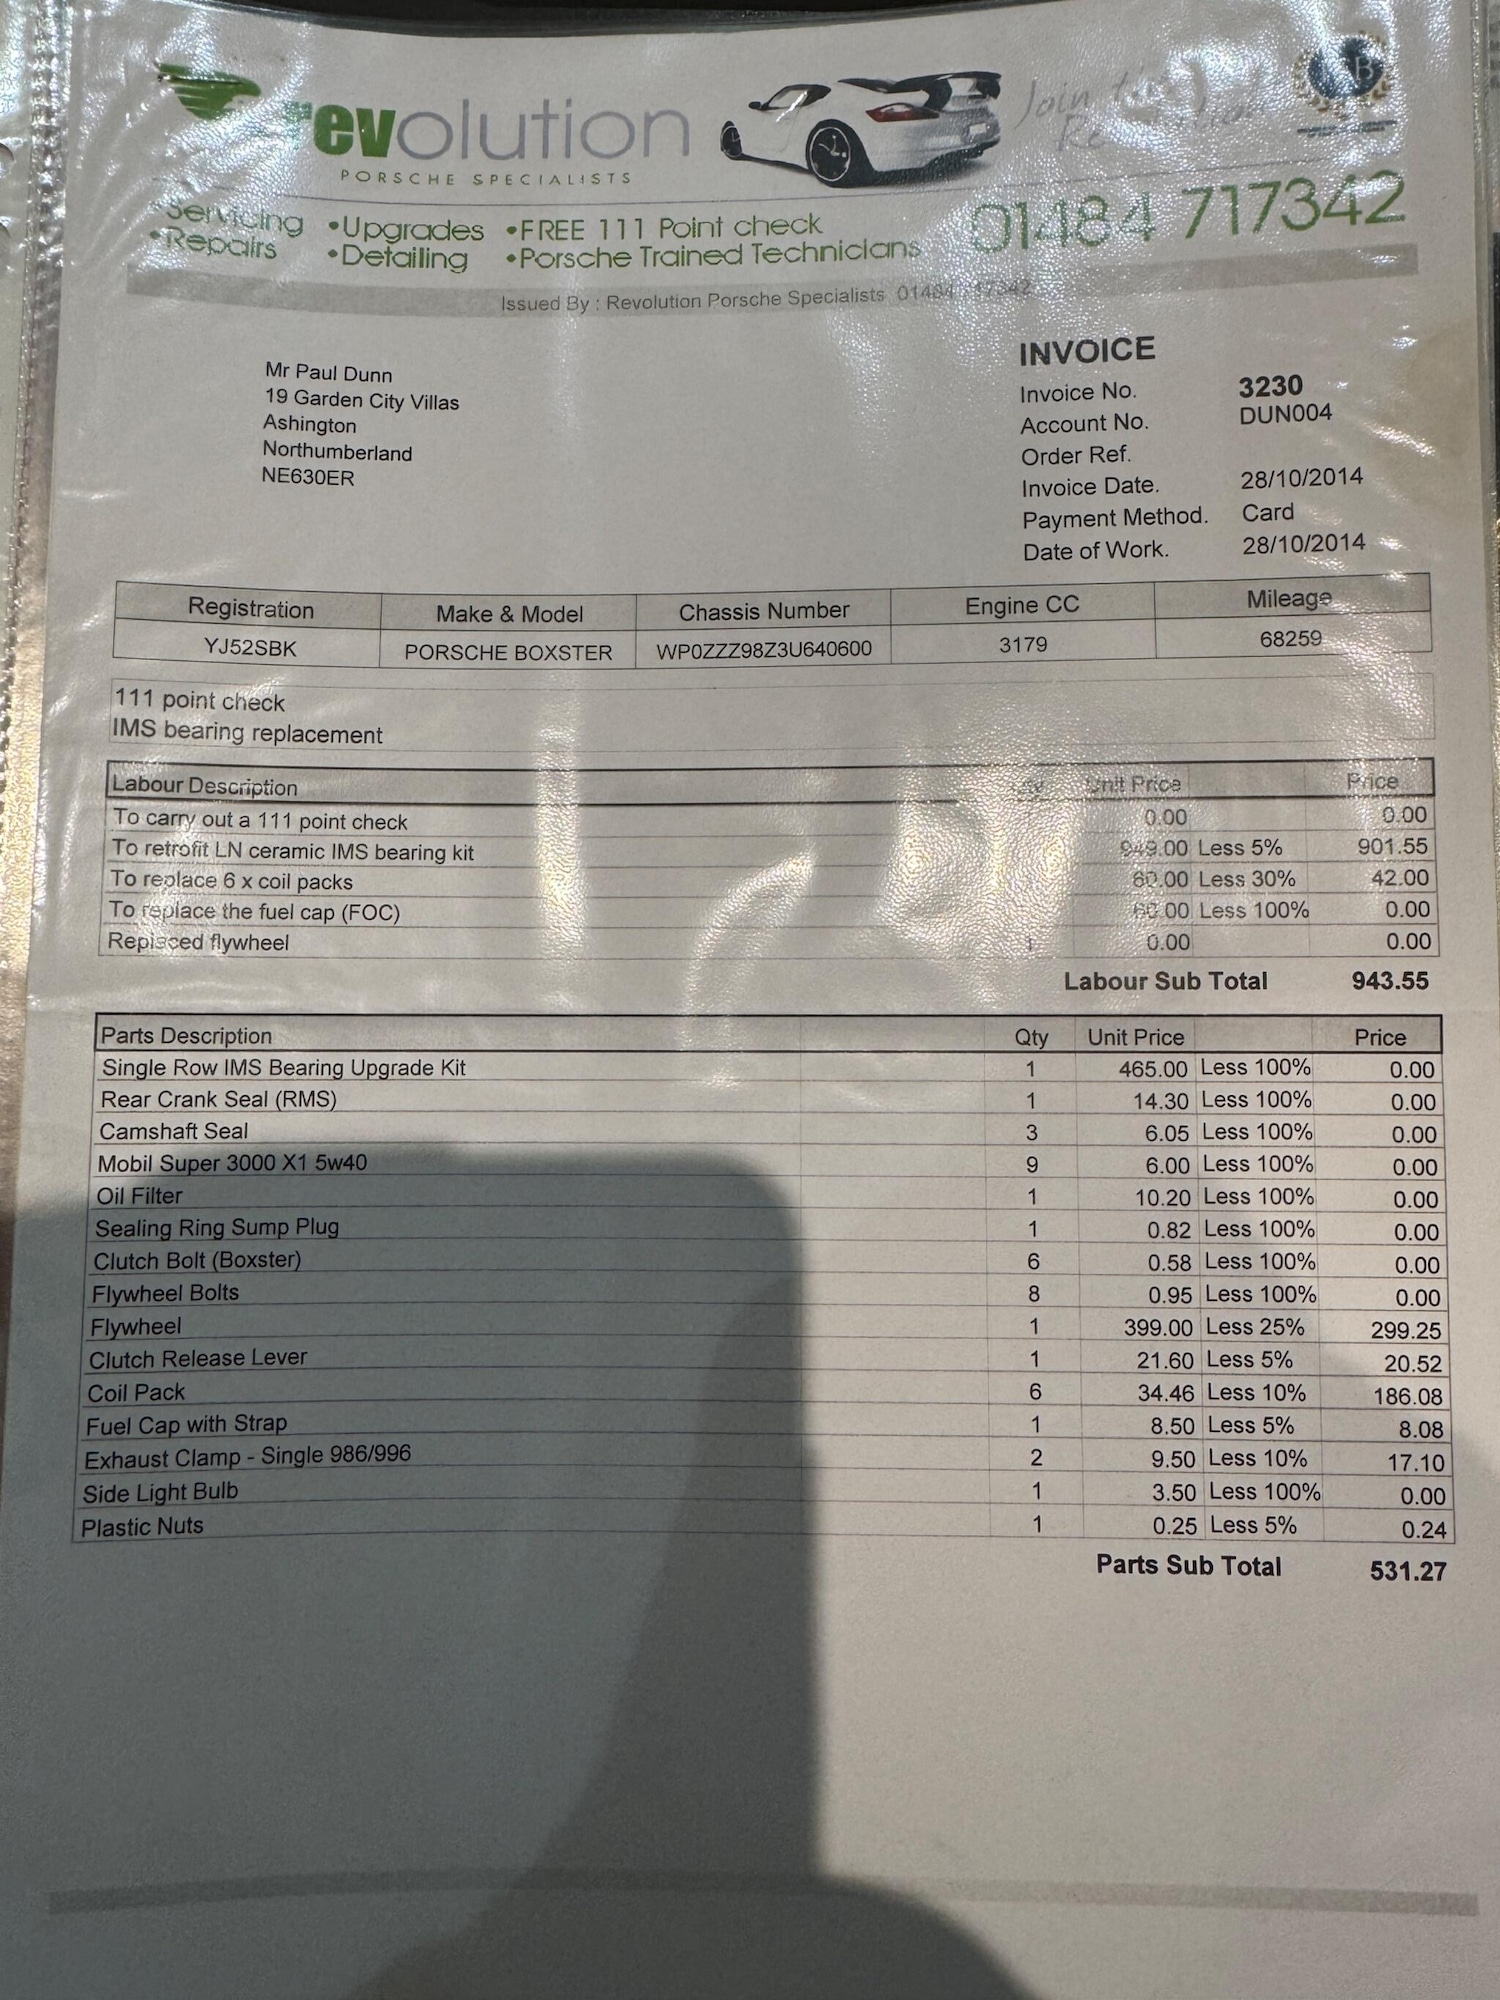 revolution
PORSCHE SPECIALISTS
•Servicing •Upgrades •FREE 111 Point check
•Repairs •Detailing •Porsche Trained Technicians
01484 717342
Join the Revolution
Issued By : Revolution Porsche Specialists 01484 717342
Mr Paul Dunn
19 Garden City Villas
Ashington
Northumberland
NE630ER
INVOICE
Invoice No. 3230
Account No. DUN004
Order Ref.
Invoice Date. 28/10/2014
Payment Method. Card
Date of Work. 28/10/2014
Registration Make & Model Chassis Number Engine CC Mileage
YJ52SBK PORSCHE BOXSTER WP0ZZZ98Z3U640600 3179 68259
111 point check
IMS bearing replacement
Labour Description Qty Unit Price Price
To carry out a 111 point check 0.00 0.00
To retrofit LN ceramic IMS bearing kit 949.00 Less 5% 901.55
To replace 6 x coil packs 60.00 Less 30% 42.00
To replace the fuel cap (FOC) 60.00 Less 100% 0.00
Replaced flywheel 1 0.00 0.00
Labour Sub Total 943.55
Parts Description Qty Unit Price Price
Single Row IMS Bearing Upgrade Kit 1 465.00 Less 100% 0.00
Rear Crank Seal (RMS) 1 14.30 Less 100% 0.00
Camshaft Seal 3 6.05 Less 100% 0.00
Mobil Super 3000 X1 5w40 9 6.00 Less 100% 0.00
Oil Filter 1 10.20 Less 100% 0.00
Sealing Ring Sump Plug 1 0.82 Less 100% 0.00
Clutch Bolt (Boxster) 6 0.58 Less 100% 0.00
Flywheel Bolts 8 0.95 Less 100% 0.00
Flywheel 1 399.00 Less 25% 299.25
Clutch Release Lever 1 21.60 Less 5% 20.52
Coil Pack 6 34.46 Less 10% 186.08
Fuel Cap with Strap 1 8.50 Less 5% 8.08
Exhaust Clamp - Single 986/996 2 9.50 Less 10% 17.10
Side Light Bulb 1 3.50 Less 100% 0.00
Plastic Nuts 1 0.25 Less 5% 0.24
Parts Sub Total 531.27